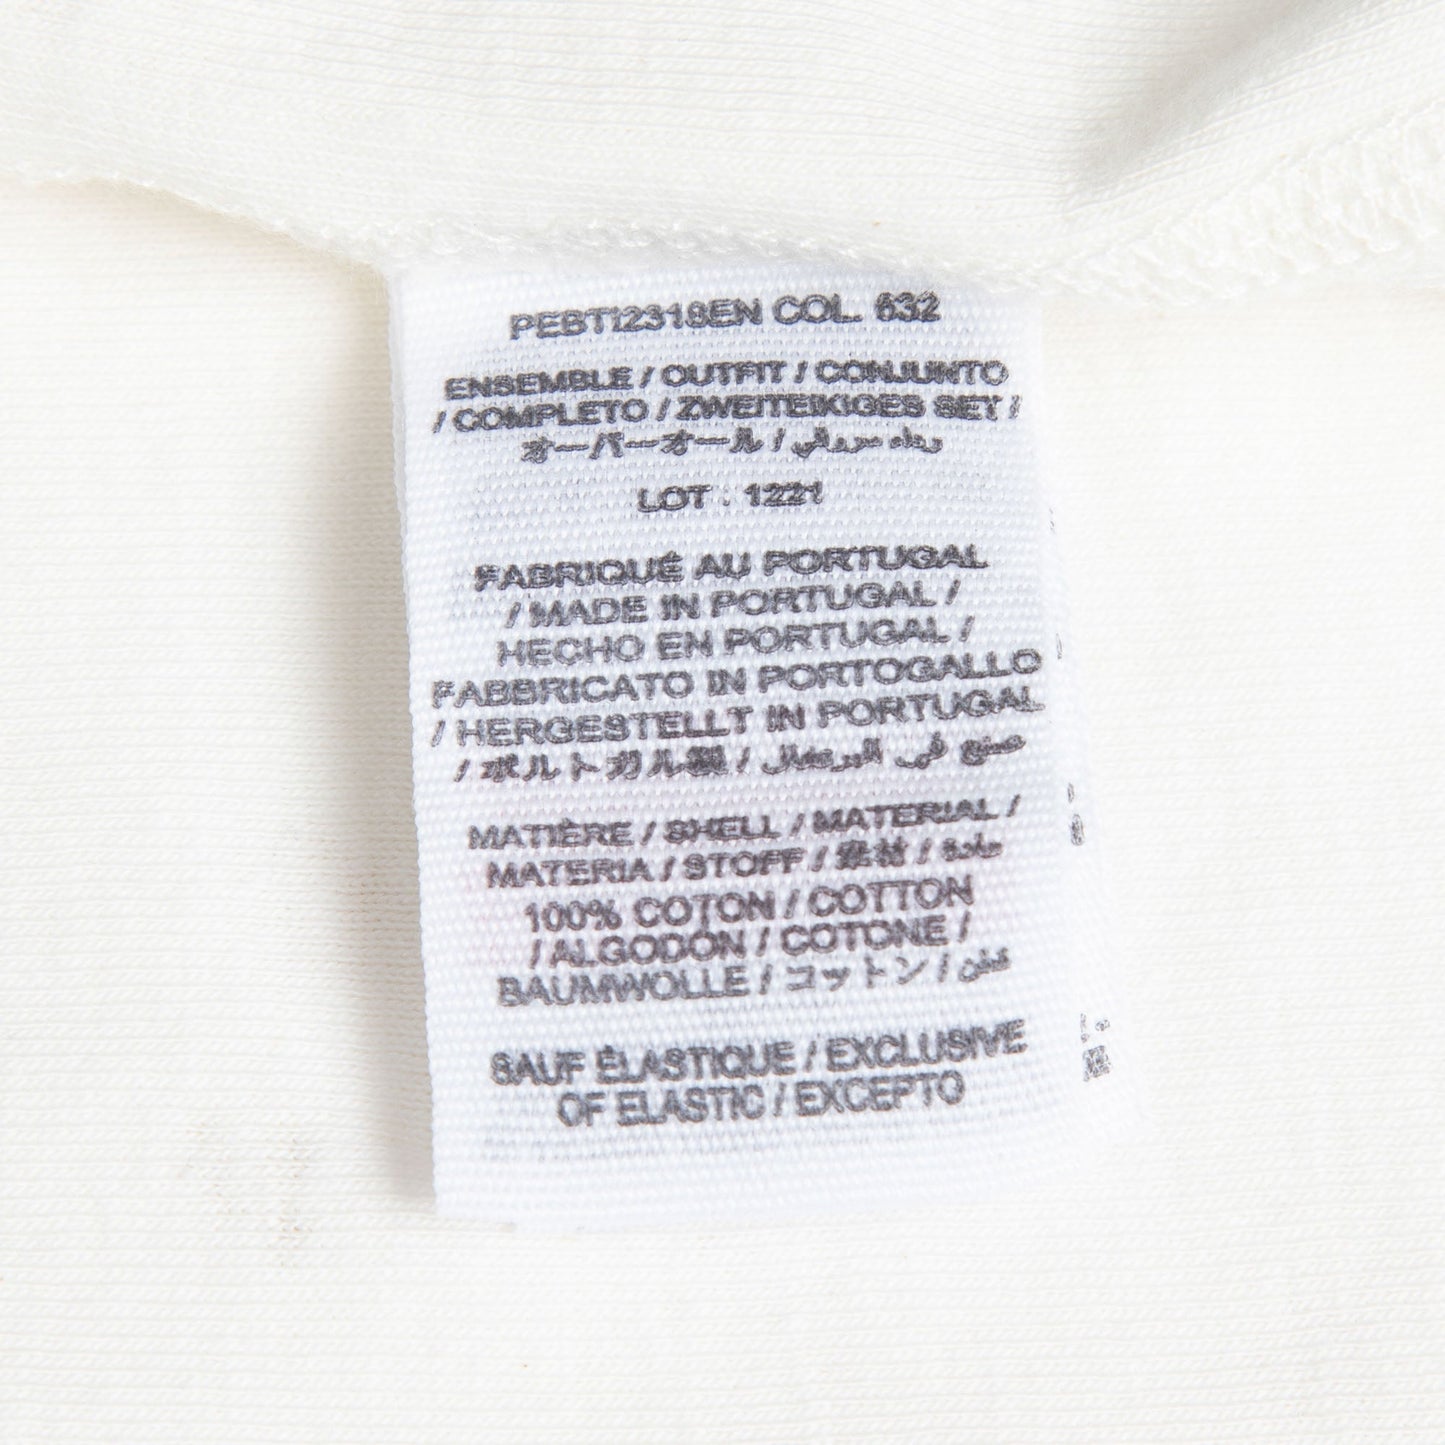 PEBTI2318EN COL. 632
ENSEMBLE / OUTFIT / CONJUNTO
/ COMPLETO / ZWEITEIKIGES SET /
オーバーオール / رداء سروالي
LOT : 1221
FABRIQUÉ AU PORTUGAL
/ MADE IN PORTUGAL /
HECHO EN PORTUGAL /
FABBRICATO IN PORTOGALLO
/ HERGESTELLT IN PORTUGAL
/ ポルトガル製 / صنع في البرتغال
MATIÈRE / SHELL / MATERIAL /
MATERIA / STOFF / 素材 / مادة
100% COTON / COTTON
/ ALGODÓN / COTONE /
BAUMWOLLE / コットン / قطن
SAUF ÉLASTIQUE / EXCLUSIVE
OF ELASTIC / EXCEPTO